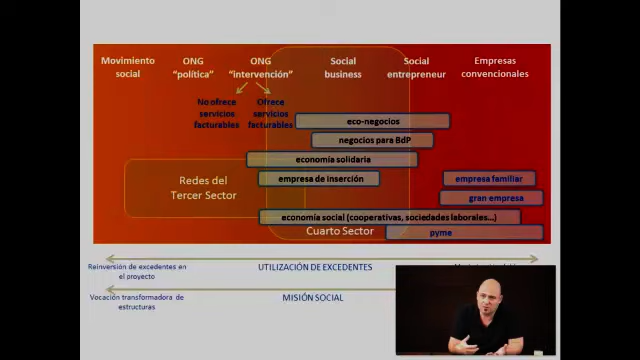 Movimiento
social
ONG
“política”
ONG
“intervención”
Social
business
Social
entrepreneur
Empresas
convencionales
No ofrece
servicios
facturables
Ofrece
servicios
facturables
eco-negocios
negocios para BdP
economía solidaria
empresa de inserción
empresa familiar
Redes del
Tercer Sector
gran empresa
economía social (cooperativas, sociedades laborales...)
Cuarto Sector
pyme
Reinversión de excedentes en
el proyecto
UTILIZACIÓN DE EXCEDENTES
Vocación transformadora de
estructuras
MISIÓN SOCIAL